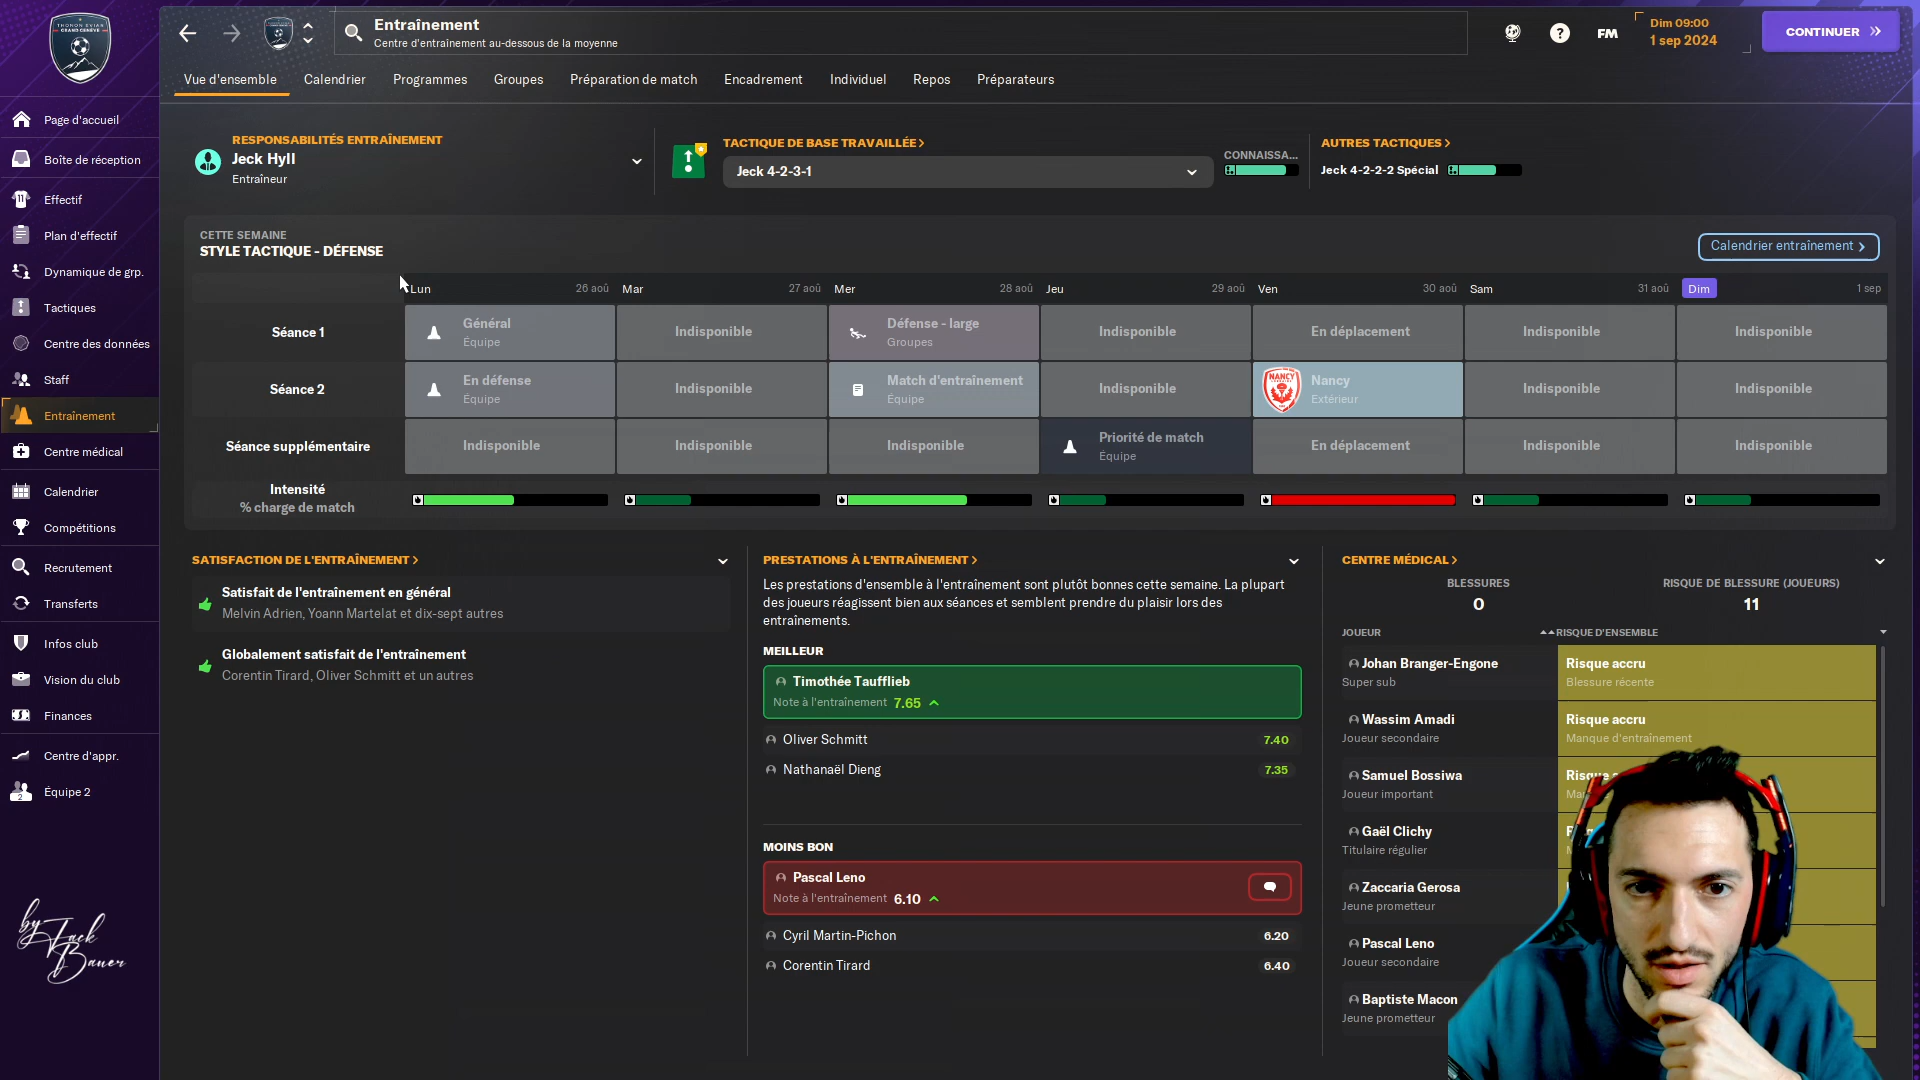 THONON EVIAN
GRAND GENÈVE
Entraînement
Centre d'entraînement au-dessous de la moyenne
FM
Dim 09:00
1 sep 2024
CONTINUER
Vue d'ensemble
Calendrier
Programmes
Groupes
Préparation de match
Encadrement
Individuel
Repos
Préparateurs
Page d'accueil
Boîte de réception
Effectif
Plan d'effectif
Dynamique de grp.
Tactiques
Centre des données
Staff
Entraînement
Centre médical
Calendrier
Compétitions
Recrutement
Transferts
Infos club
Vision du club
Finances
Centre d'appr.
2
Équipe 2
by Jack
Bauer
RESPONSABILITÉS ENTRAÎNEMENT
Jeck Hyll
Entraîneur
TACTIQUE DE BASE TRAVAILLÉE
Jeck 4-2-3-1
CONNAISSA...
AUTRES TACTIQUES
Jeck 4-2-2-2 Spécial
CETTE SEMAINE
STYLE TACTIQUE - DÉFENSE
Calendrier entraînement
Lun 26 aoû Mar 27 aoû Mer 28 aoû Jeu 29 aoû Ven 30 aoû Sam 31 aoû Dim 1 sep
Séance 1
Général
Équipe
Indisponible
Défense - large
Groupes
Indisponible
En déplacement
Indisponible
Indisponible
Séance 2
En défense
Équipe
Indisponible
Match d'entraînement
Équipe
Indisponible
NANCY
Nancy
Extérieur
Indisponible
Indisponible
Séance supplémentaire
Indisponible
Indisponible
Indisponible
Priorité de match
Équipe
En déplacement
Indisponible
Indisponible
Intensité
% charge de match
SATISFACTION DE L'ENTRAÎNEMENT
Satisfait de l'entraînement en général
Melvin Adrien, Yoann Martelat et dix-sept autres
Globalement satisfait de l'entraînement
Corentin Tirard, Oliver Schmitt et un autres
PRESTATIONS À L'ENTRAÎNEMENT
Les prestations d'ensemble à l'entraînement sont plutôt bonnes cette semaine. La plupart
des joueurs réagissent bien aux séances et semblent prendre du plaisir lors des
entraînements.
MEILLEUR
Timothée Taufflieb
Note à l'entraînement 7.65
Oliver Schmitt 7.40
Nathanaël Dieng 7.35
MOINS BON
Pascal Leno
Note à l'entraînement 6.10
Cyril Martin-Pichon 6.20
Corentin Tirard 6.40
CENTRE MÉDICAL
BLESSURES
0
RISQUE DE BLESSURE (JOUEURS)
11
JOUEUR RISQUE D'ENSEMBLE
Johan Branger-Engone
Super sub
Risque accru
Blessure récente
Wassim Amadi
Joueur secondaire
Risque accru
Manque d'entraînement
Samuel Bossiwa
Joueur important
Gaël Clichy
Titulaire régulier
Zaccaria Gerosa
Jeune prometteur
Pascal Leno
Joueur secondaire
Baptiste Macon
Jeune prometteur